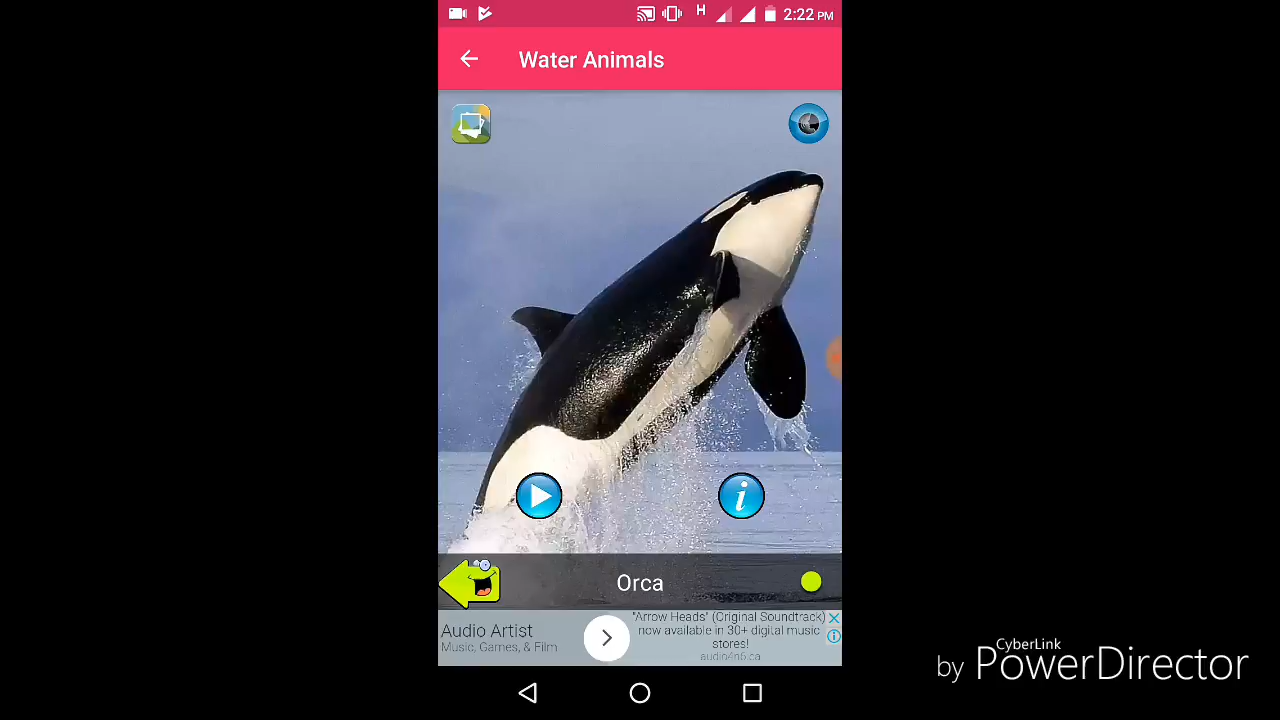 H 2:22 PM
Water Animals
i
Orca
Audio Artist
Music, Games, & Film
"Arrow Heads" (Original Soundtrack)
now available in 30+ digital music
stores!
audio4n6.ca
CyberLink
by PowerDirector